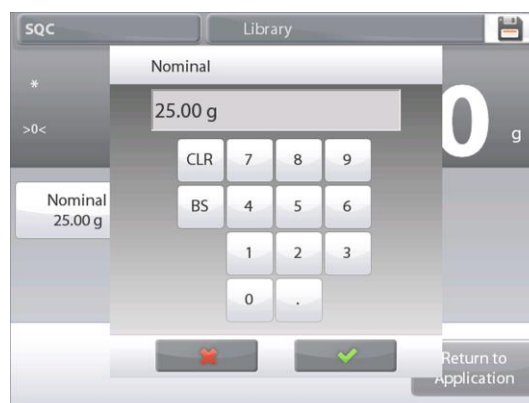 SQC
Library
Nominal
*
>0<
0
g
25.00 g
CLR 7 8 9
BS 4 5 6
1 2 3
0 .
Nominal
25.00 g
Return to
Application